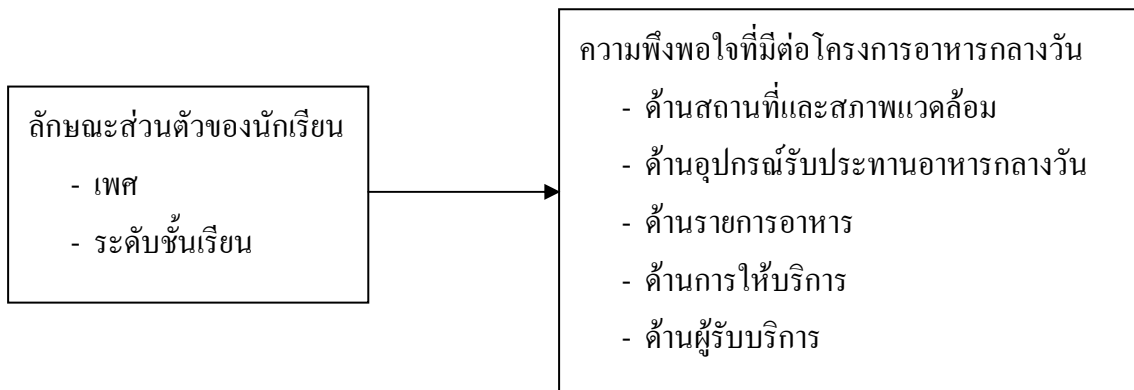 ลักษณะส่วนตัวของนักเรียน
- เพศ
- ระดับชั้นเรียน
ความพึงพอใจที่มีต่อโครงการอาหารกลางวัน
- ด้านสถานที่และสภาพแวดล้อม
- ด้านอุปกรณ์รับประทานอาหารกลางวัน
- ด้านรายการอาหาร
- ด้านการให้บริการ
- ด้านผู้รับบริการ